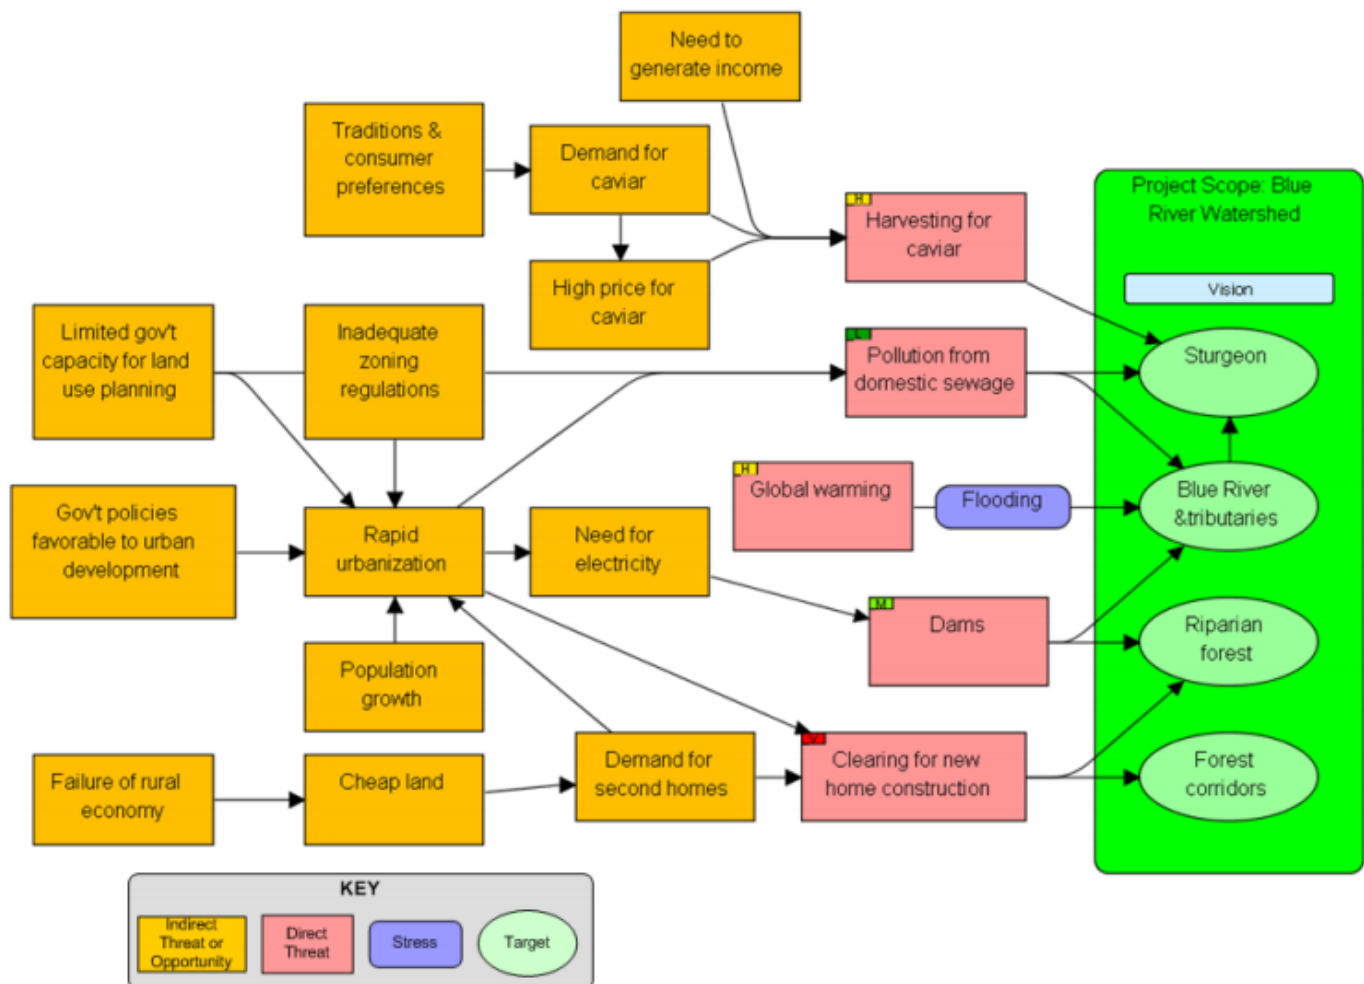 Need to
generate income
Traditions &
consumer
preferences
Demand for
caviar
High price for
caviar
H
Harvesting for
caviar
Project Scope: Blue
River Watershed
Vision
Limited gov't
capacity for land
use planning
Inadequate
zoning
regulations
L
Pollution from
domestic sewage
Sturgeon
H
Global warming
Flooding
Blue River
&tributaries
Gov't policies
favorable to urban
development
Rapid
urbanization
Need for
electricity
M
Dams
Riparian
forest
Population
growth
Failure of rural
economy
Cheap land
Demand for
second homes
V
Clearing for new
home construction
Forest
corridors
KEY
Indirect
Threat or
Opportunity
Direct
Threat
Stress
Target